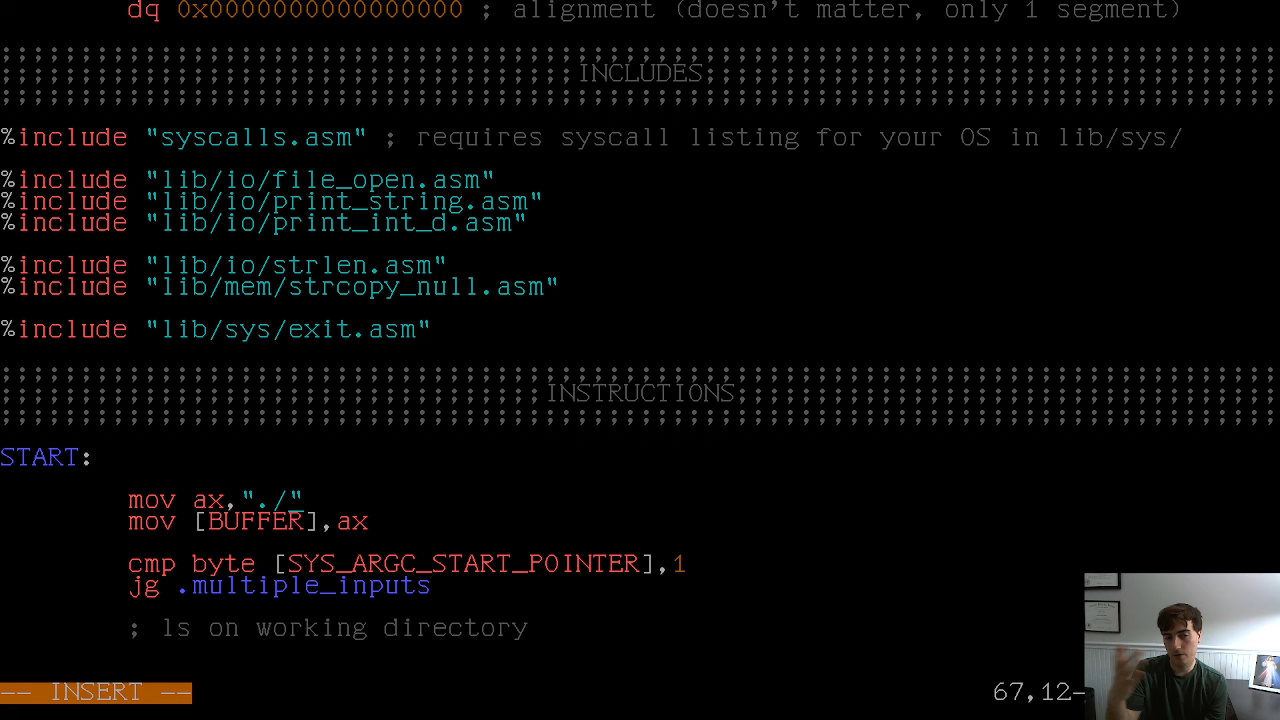 dq 0x0000000000000000 ; alignment (doesn't matter, only 1 segment)
;;;;;;;;;;;;;;;;;;;;;;;;;;;;;;;;;;;;;;;;;;;;;;;;;;;;;;;;;;;;;;;;;;;;;;;;;;;;;;;;
;;;;;;;;;;;;;;;;;;;;;;;;;;;;;;;;;;;;INCLUDES;;;;;;;;;;;;;;;;;;;;;;;;;;;;;;;;;;;;
;;;;;;;;;;;;;;;;;;;;;;;;;;;;;;;;;;;;;;;;;;;;;;;;;;;;;;;;;;;;;;;;;;;;;;;;;;;;;;;;
%include "syscalls.asm" ; requires syscall listing for your OS in lib/sys/
%include "lib/io/file_open.asm"
%include "lib/io/print_string.asm"
%include "lib/io/print_int_d.asm"
%include "lib/io/strlen.asm"
%include "lib/mem/strcopy_null.asm"
%include "lib/sys/exit.asm"
;;;;;;;;;;;;;;;;;;;;;;;;;;;;;;;;;;;;;;;;;;;;;;;;;;;;;;;;;;;;;;;;;;;;;;;;;;;;;;;;
;;;;;;;;;;;;;;;;;;;;;;;;;;;;;;;;;;INSTRUCTIONS;;;;;;;;;;;;;;;;;;;;;;;;;;;;;;;;;;
;;;;;;;;;;;;;;;;;;;;;;;;;;;;;;;;;;;;;;;;;;;;;;;;;;;;;;;;;;;;;;;;;;;;;;;;;;;;;;;;
START:
mov ax,"./"
mov [BUFFER],ax
cmp byte [SYS_ARGC_START_POINTER],1
jg .multiple_inputs
; ls on working directory
-- INSERT --
67,12-